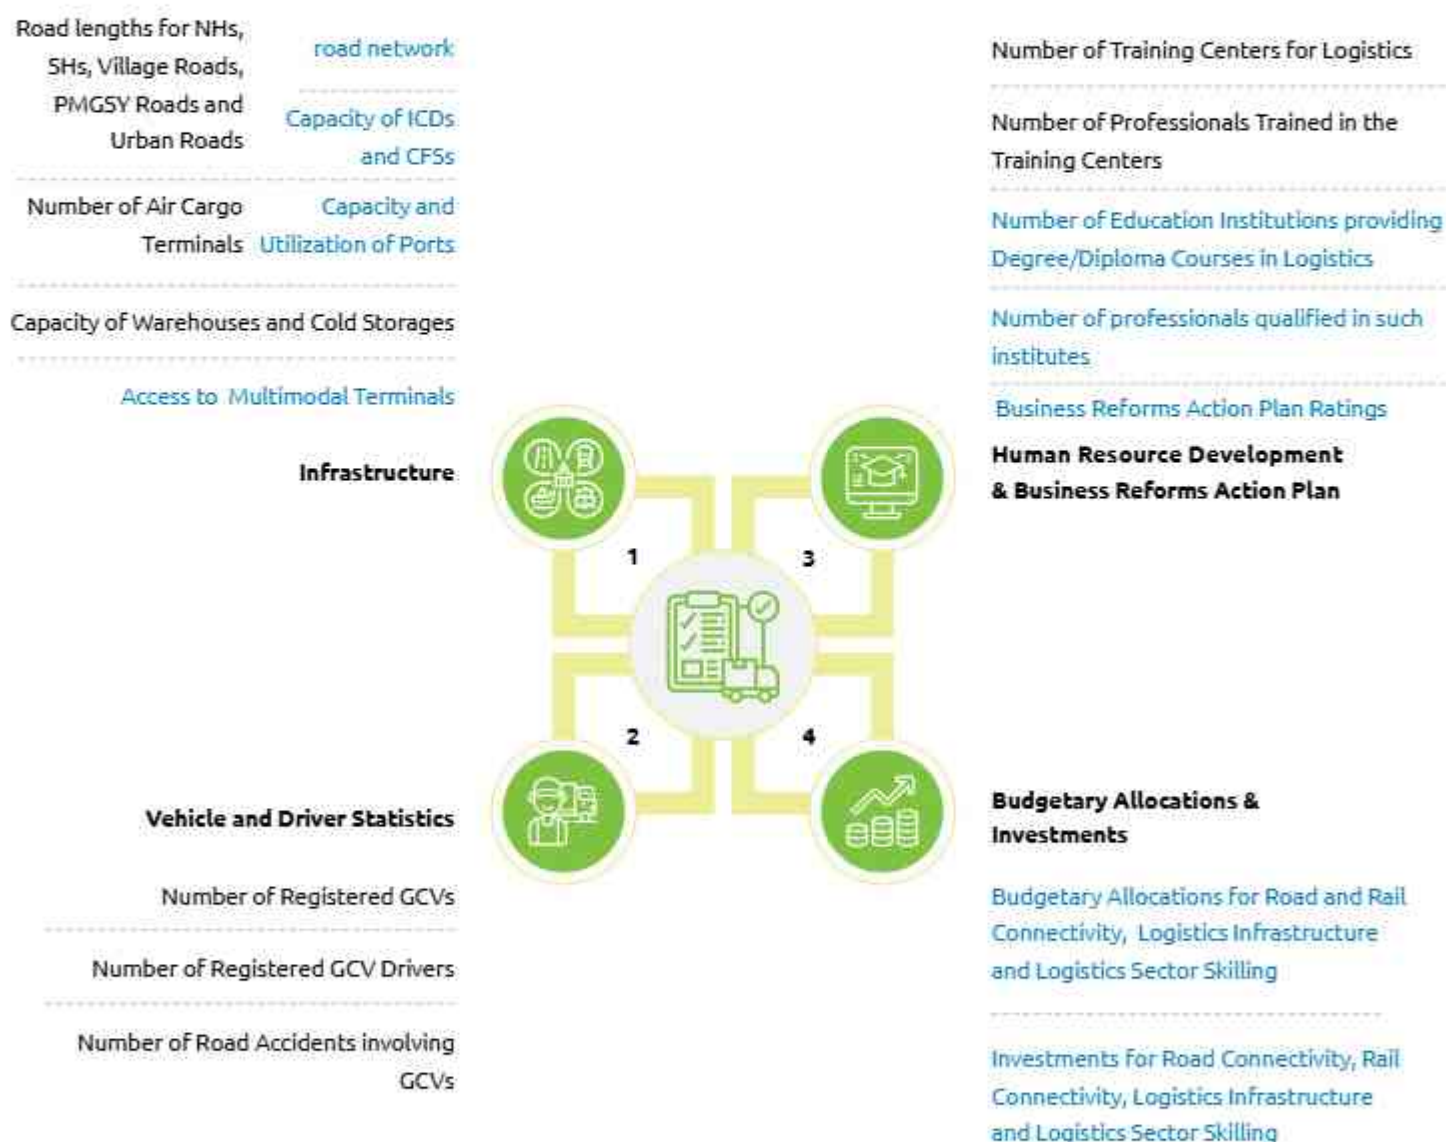 Road lengths for NHs,
SHs, Village Roads,
PMGSY Roads and
Urban Roads
road network
Capacity of ICDs
and CFSs
Number of Air Cargo
Terminals
Capacity and
Utilization of Ports
Capacity of Warehouses and Cold Storages
Access to Multimodal Terminals
Infrastructure
1
2
Vehicle and Driver Statistics
Number of Registered GCVs
Number of Registered GCV Drivers
Number of Road Accidents involving
GCVs
Number of Training Centers for Logistics
Number of Professionals Trained in the
Training Centers
Number of Education Institutions providing
Degree/Diploma Courses in Logistics
Number of professionals qualified in such
institutes
Business Reforms Action Plan Ratings
Human Resource Development
& Business Reforms Action Plan
3
4
Budgetary Allocations &
Investments
Budgetary Allocations for Road and Rail
Connectivity, Logistics Infrastructure
and Logistics Sector Skilling
Investments for Road Connectivity, Rail
Connectivity, Logistics Infrastructure
and Logistics Sector Skilling